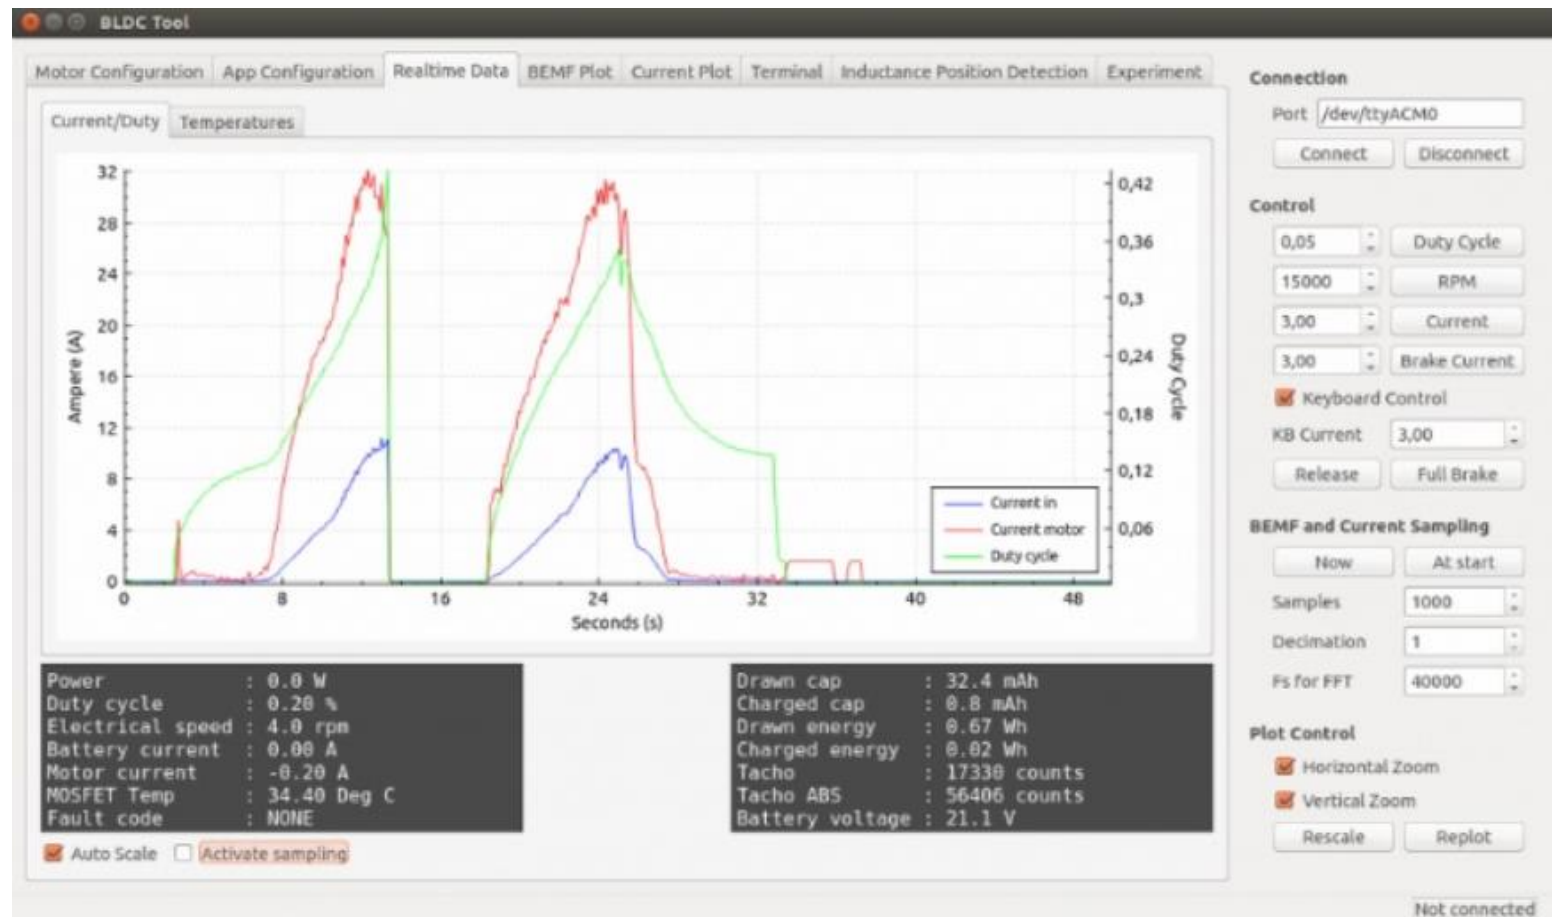 BLDC Tool
Motor Configuration App Configuration Realtime Data BEMF Plot Current Plot Terminal Inductance Position Detection Experiment
Current/Duty Temperatures
32
28
24
20
16
12
8
4
0
Ampere (A)
0 8 16 24 32 40 48
Seconds (s)
0,42
0,36
0,3
0,24
0,18
0,12
0,06
Duty Cycle
Current in
Current motor
Duty cycle
Power : 0.0 W
Duty cycle : 0.20 %
Electrical speed : 4.0 rpm
Battery current : 0.00 A
Motor current : -0.20 A
MOSFET Temp : 34.40 Deg C
Fault code : NONE
Drawn cap : 32.4 mAh
Charged cap : 0.8 mAh
Drawn energy : 0.67 Wh
Charged energy : 0.02 Wh
Tacho : 17330 counts
Tacho ABS : 56406 counts
Battery voltage : 21.1 V
Auto Scale Activate sampling
Connection
Port /dev/ttyACM0
Connect Disconnect
Control
0,05 Duty Cycle
15000 RPM
3,00 Current
3,00 Brake Current
Keyboard Control
KB Current 3,00
Release Full Brake
BEMF and Current Sampling
Now At start
Samples 1000
Decimation 1
Fs for FFT 40000
Plot Control
Horizontal Zoom
Vertical Zoom
Rescale Replot
Not connected